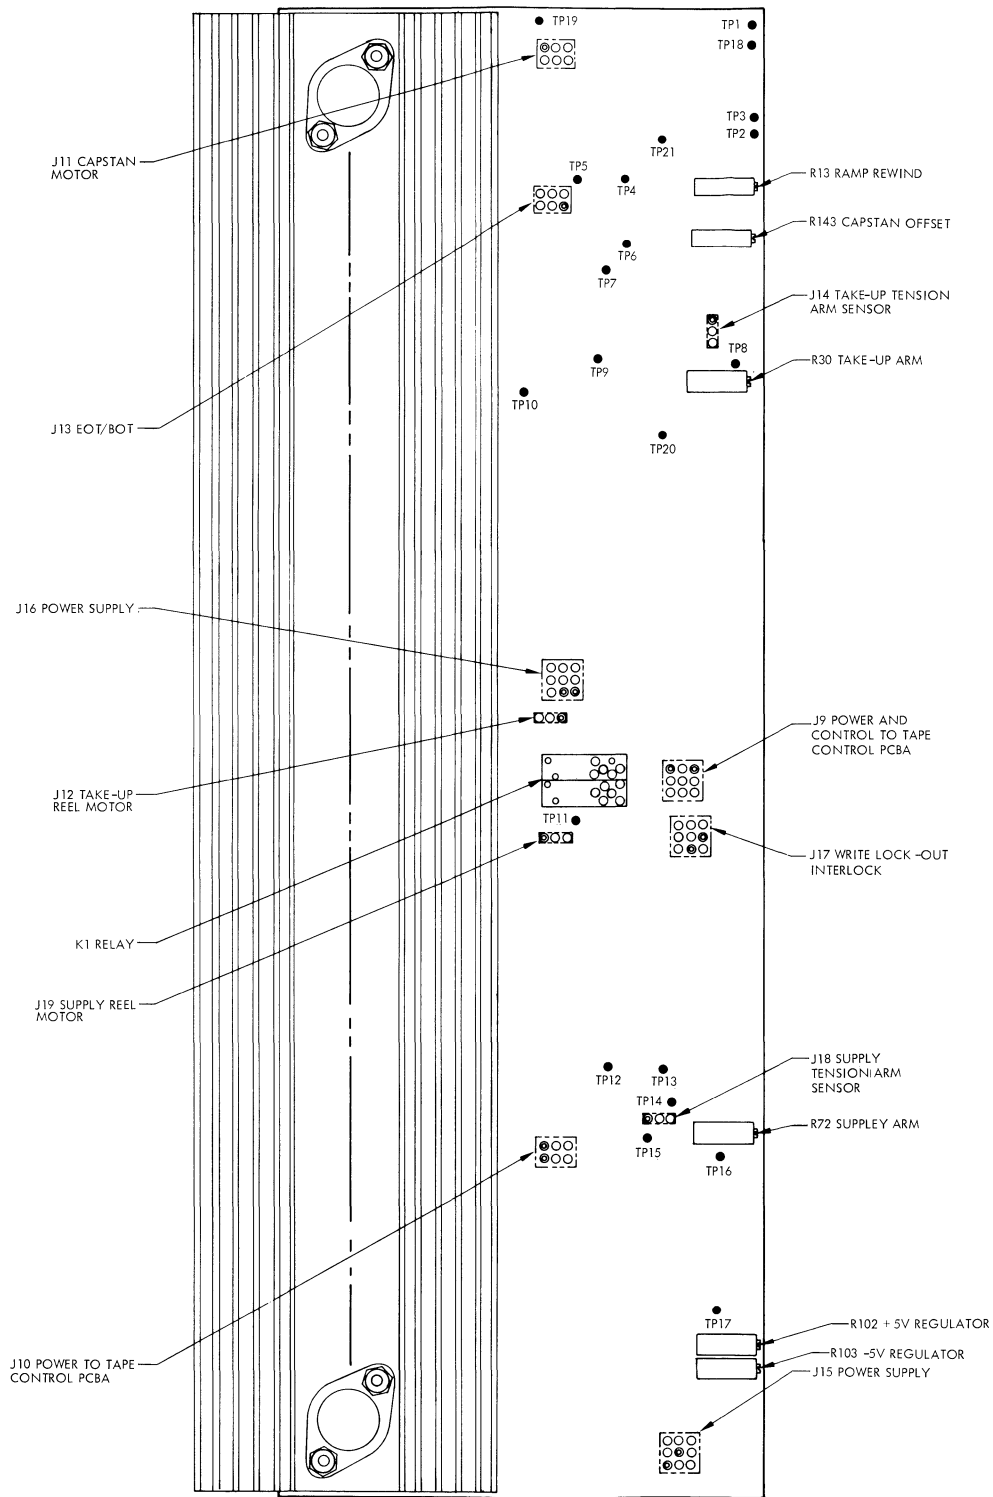 TP19
TP1
TP18
TP3
TP2
TP21
J11 CAPSTAN
MOTOR
TP5
TP4
R13 RAMP REWIND
R143 CAPSTAN OFFSET
TP6
TP7
J14 TAKE-UP TENSION
ARM SENSOR
TP8
TP9
R30 TAKE-UP ARM
TP10
J13 EOT/BOT
TP20
J16 POWER SUPPLY
J9 POWER AND
CONTROL TO TAPE
CONTROL PCBA
J12 TAKE-UP
REEL MOTOR
TP11
J17 WRITE LOCK-OUT
INTERLOCK
K1 RELAY
J19 SUPPLY REEL
MOTOR
J18 SUPPLY
TENSION ARM
SENSOR
TP12
TP13
TP14
R72 SUPPLEY ARM
TP15
TP16
TP17
R102 +5V REGULATOR
R103 -5V REGULATOR
J10 POWER TO TAPE
CONTROL PCBA
J15 POWER SUPPLY